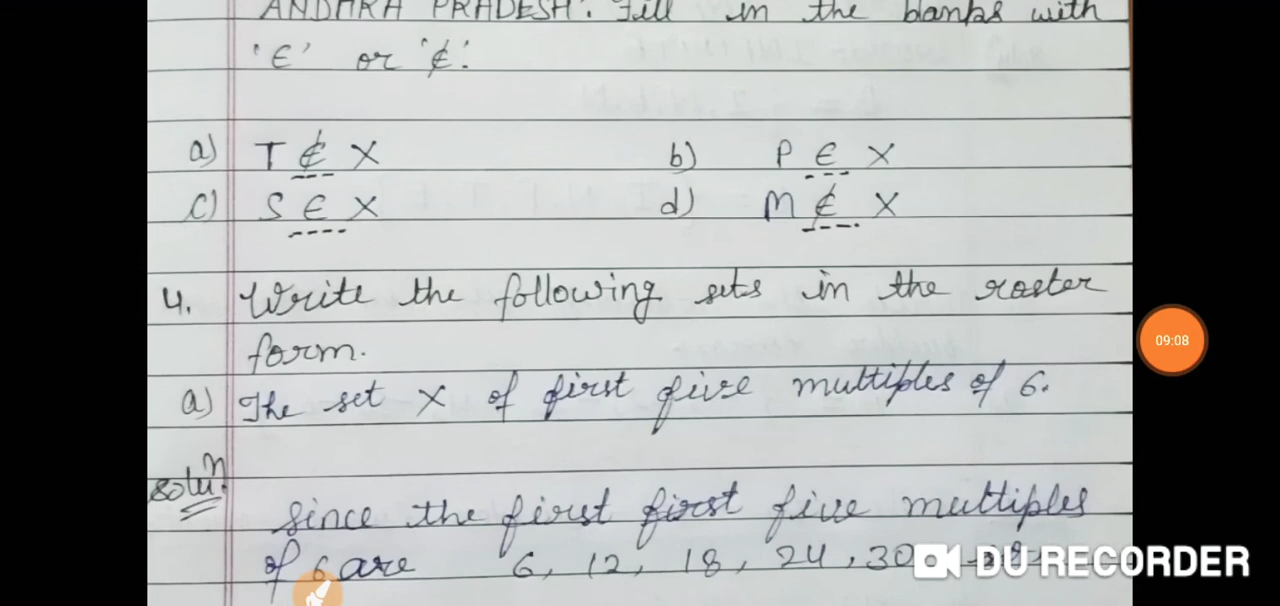 ANDHRA PRADESH. Fill in the blanks with
'∈' or '∉'.
a) T ∉ X b) P ∈ X
c) S ∈ X d) M ∉ X
4. Write the following sets in the roster
form.
a) The set X of first five multiples of 6.
Solun.
Since the first first five multiples
of 6 are 6, 12, 18, 24, 30
DU RECORDER
09:08